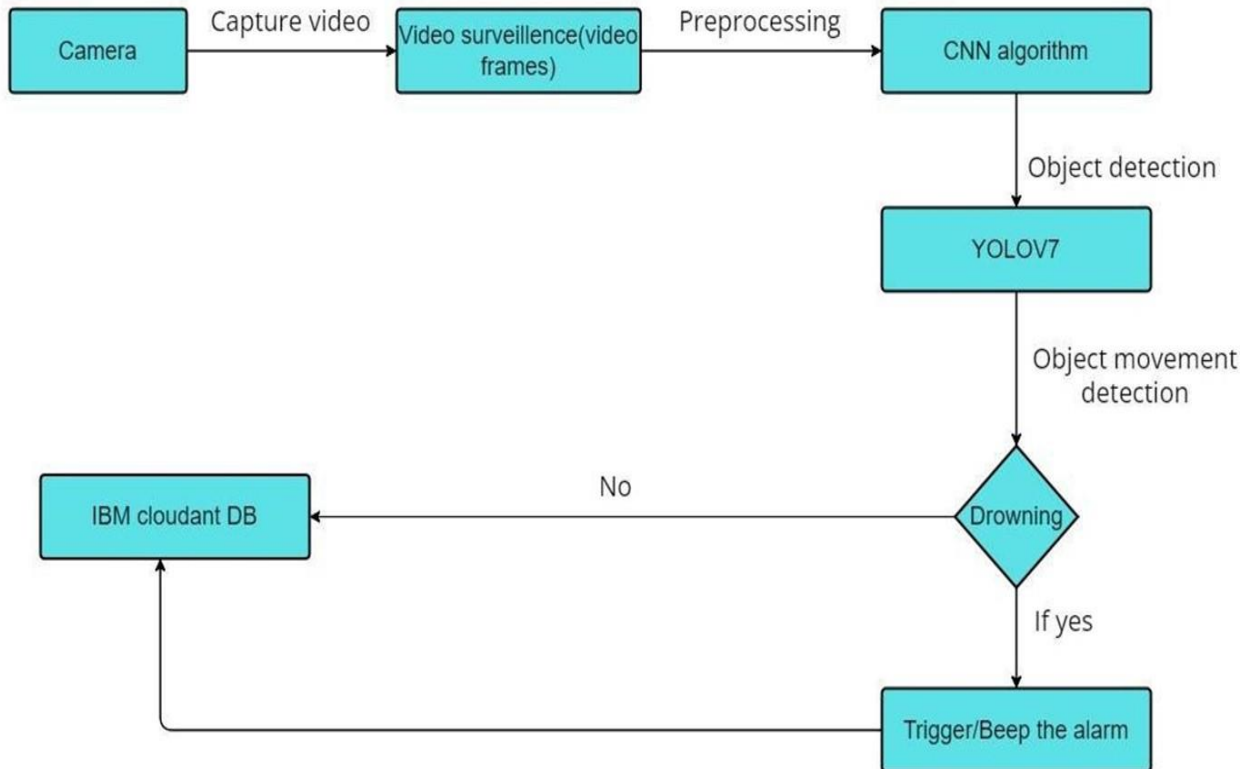 Camera
Capture video
Video surveillence(video
frames)
Preprocessing
CNN algorithm
Object detection
YOLOV7
Object movement
detection
Drowning
No
IBM cloudant DB
If yes
Trigger/Beep the alarm